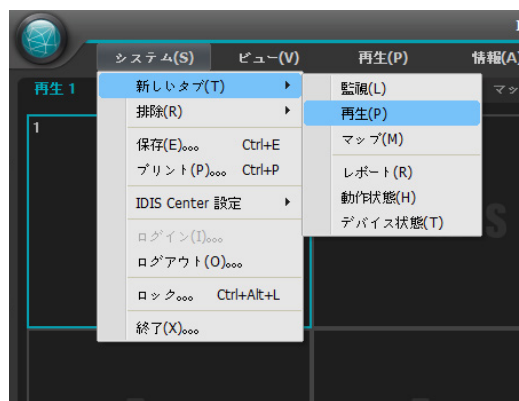 システム(S) ビュー(V) 再生(P) 情報(A)
再生 1
新しいタブ(T)
監視(L)
マッ
排除(R)
再生(P)
1
マップ(M)
保存(E)... Ctrl+E
プリント(P)... Ctrl+P
レポート(R)
動作状態(H)
IDIS Center 設定
デバイス状態(T)
S
ログイン(I)...
ログアウト(O)...
ロック... Ctrl+Alt+L
終了(X)...